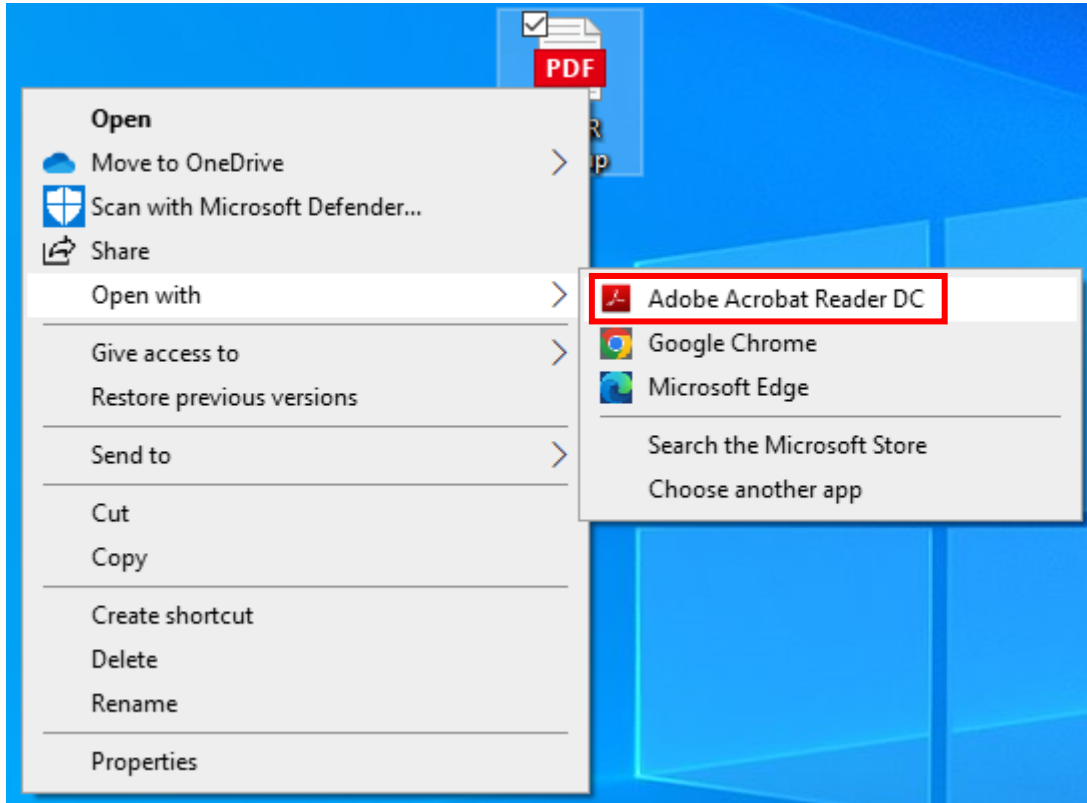 PDF
R
up
Open
Move to OneDrive
Scan with Microsoft Defender...
Share
Open with
Give access to
Restore previous versions
Send to
Cut
Copy
Create shortcut
Delete
Rename
Properties
Adobe Acrobat Reader DC
Google Chrome
Microsoft Edge
Search the Microsoft Store
Choose another app